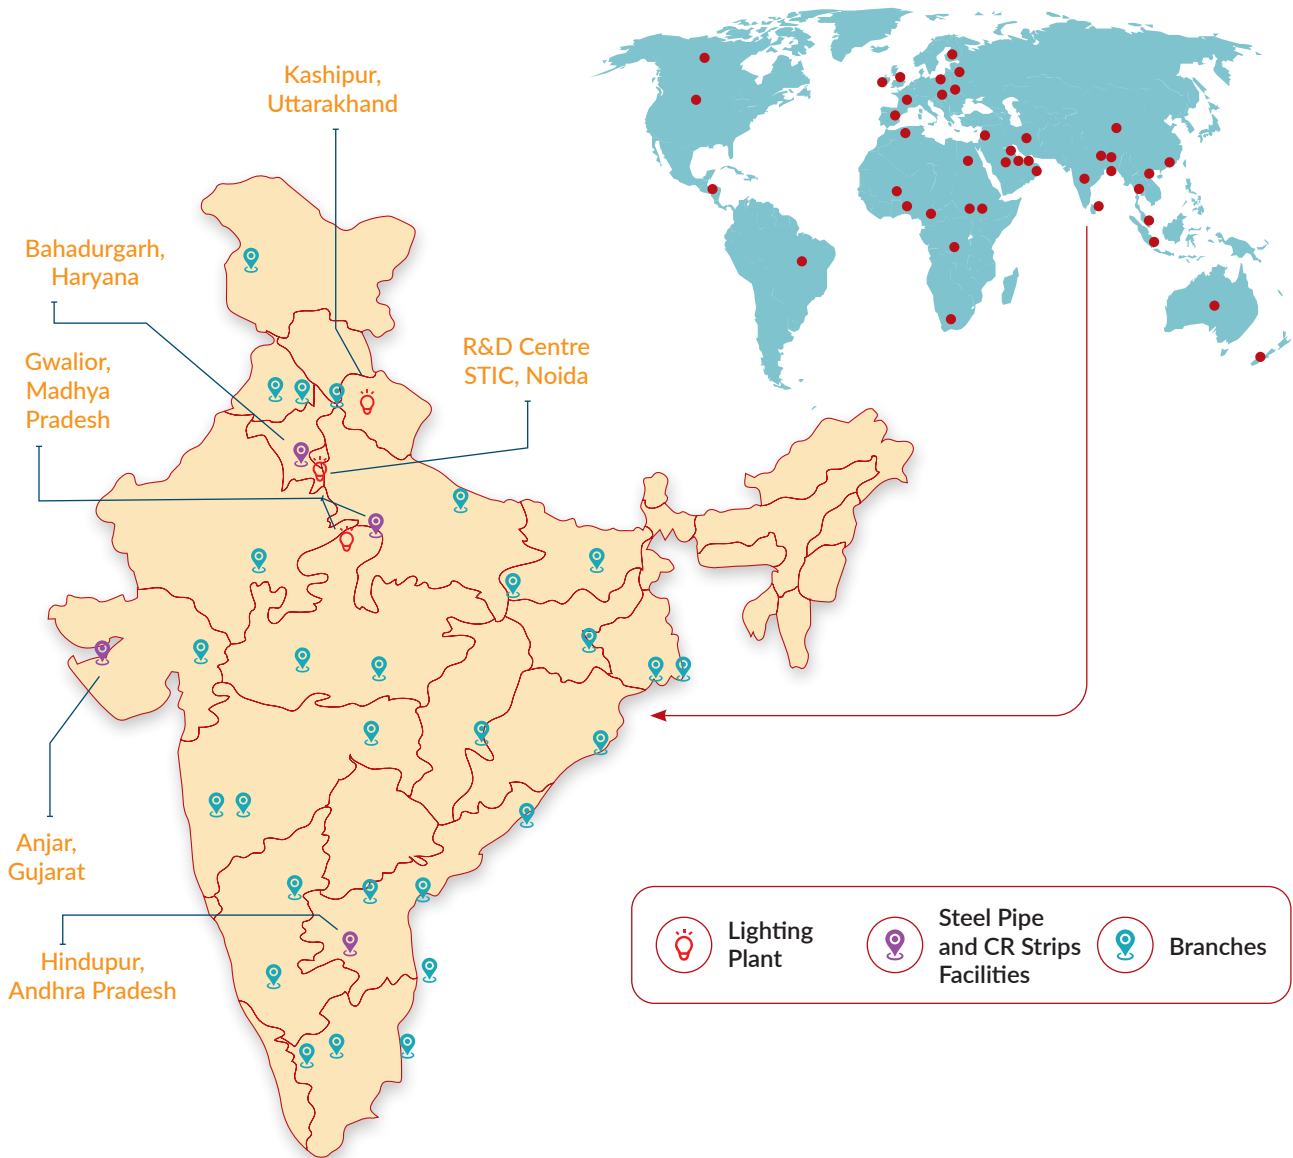 Kashipur,
Uttarakhand
Bahadurgarh,
Haryana
Gwalior,
Madhya
Pradesh
R&D Centre
STIC, Noida
Anjar,
Gujarat
Hindupur,
Andhra Pradesh
Lighting
Plant
Steel Pipe
and CR Strips
Facilities
Branches